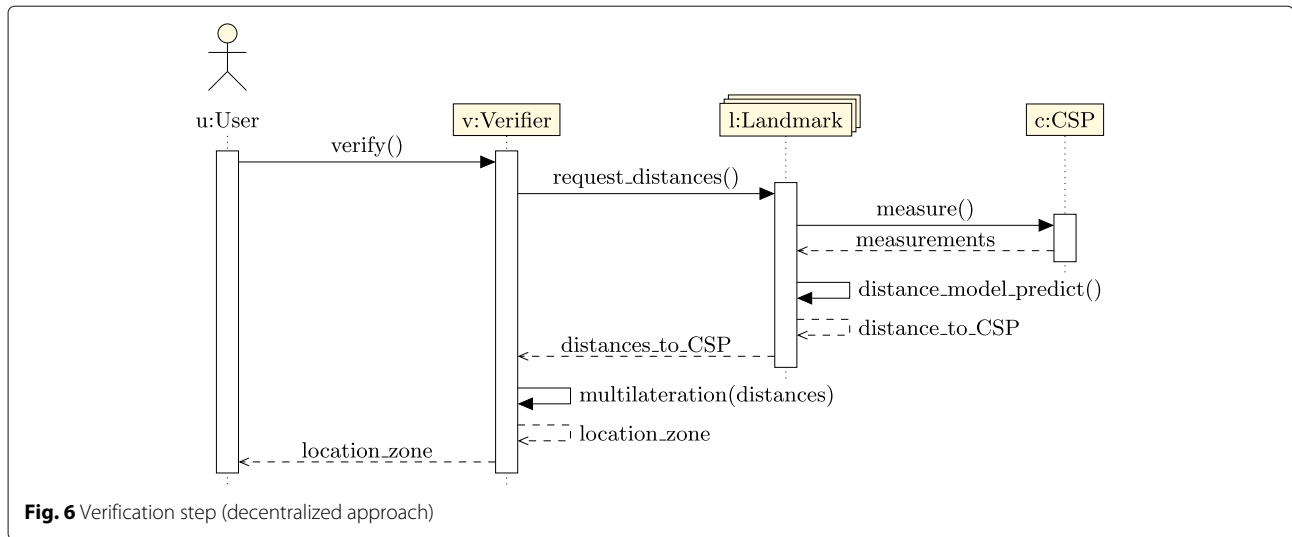 u:User
v:Verifier
l:Landmark
c:CSP
verify()
request_distances()
measure()
measurements
distance_model_predict()
distance_to_CSP
distances_to_CSP
multilateration(distances)
location_zone
location_zone
Fig. 6 Verification step (decentralized approach)